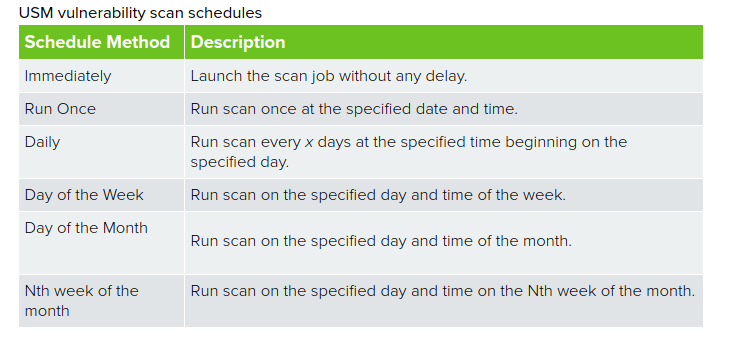 USM vulnerability scan schedules
Schedule Method Description
Immediately Launch the scan job without any delay.
Run Once Run scan once at the specified date and time.
Daily Run scan every x days at the specified time beginning on the
specified day.
Day of the Week Run scan on the specified day and time of the week.
Day of the Month
Run scan on the specified day and time of the month.
Nth week of the Run scan on the specified day and time on the Nth week of the month.
month